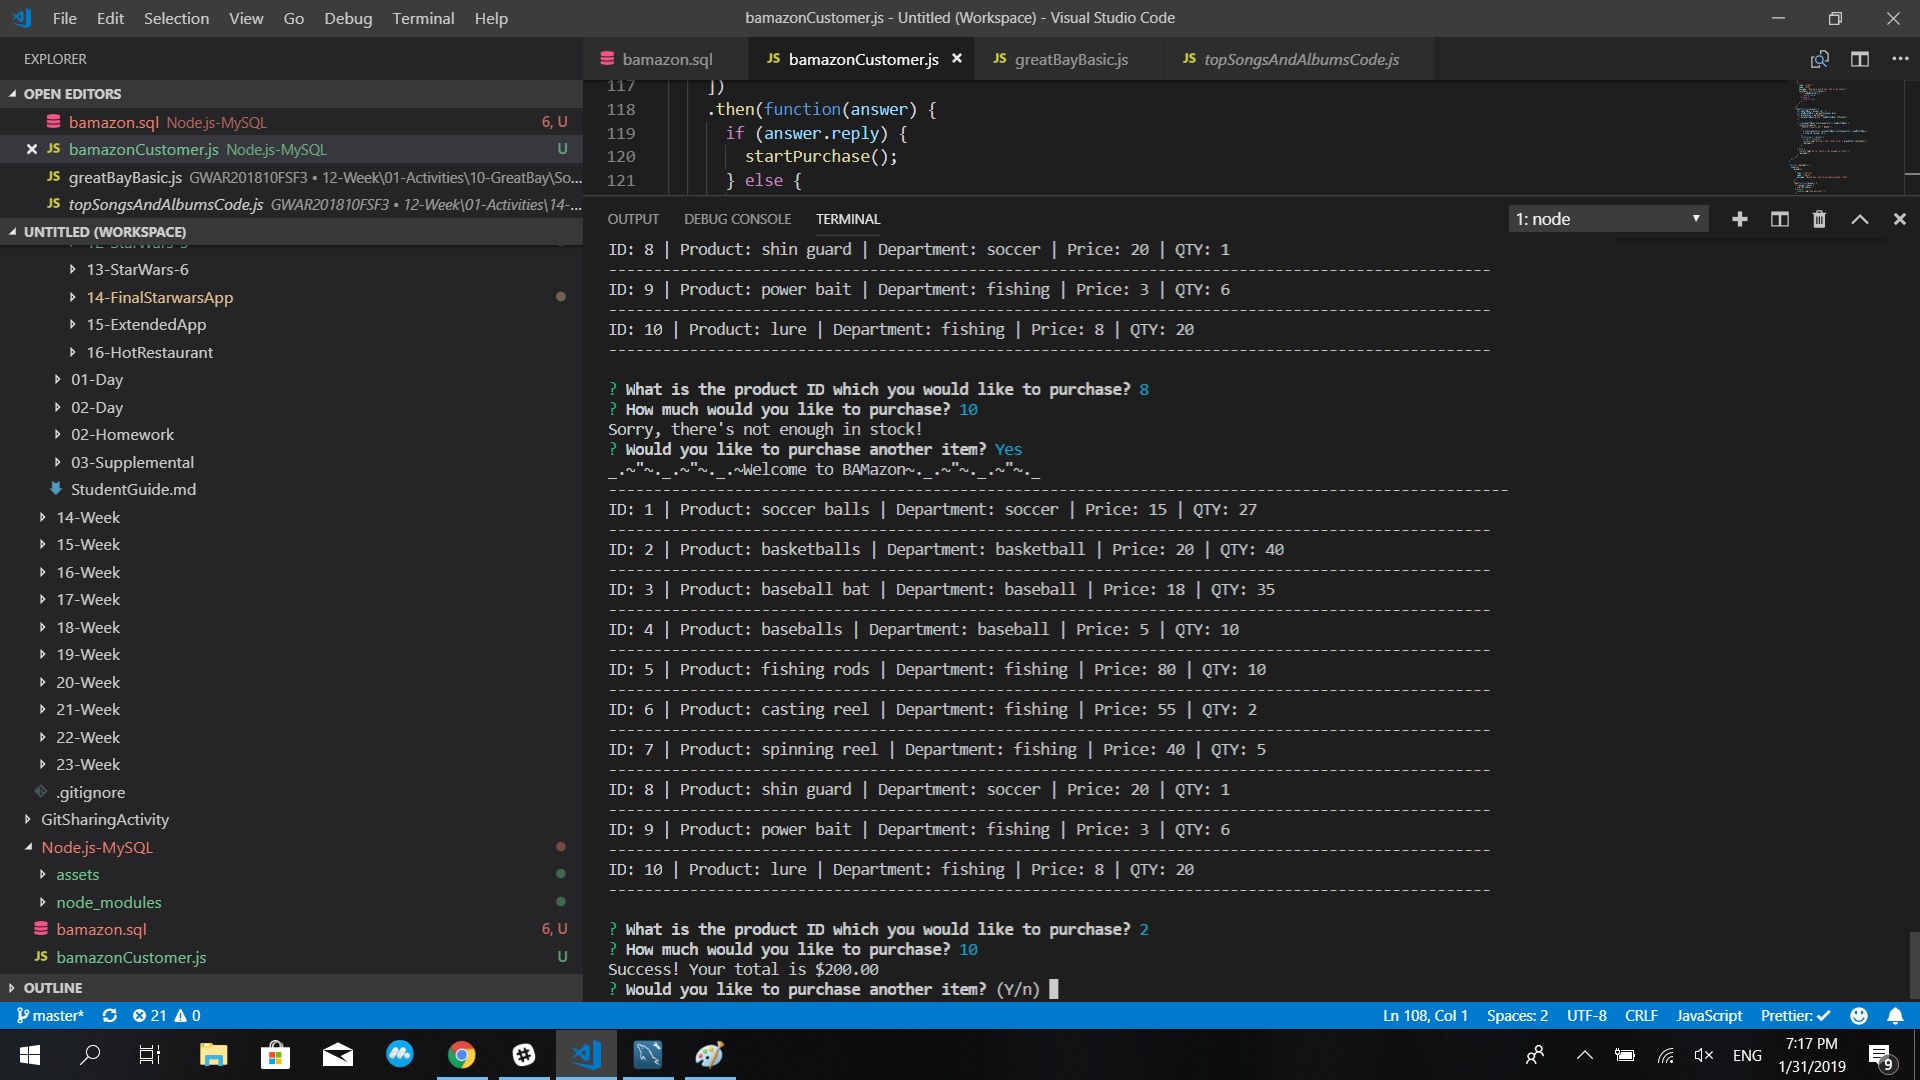 File Edit Selection View Go Debug Terminal Help
bamazonCustomer.js - Untitled (Workspace) - Visual Studio Code
EXPLORER
OPEN EDITORS
bamazon.sql Node.js-MySQL 6, U
JS bamazonCustomer.js Node.js-MySQL U
JS greatBayBasic.js GWAR201810FSF3 • 12-Week\01-Activities\10-GreatBay\So...
JS topSongsAndAlbumsCode.js GWAR201810FSF3 • 12-Week\01-Activities\14-...
UNTITLED (WORKSPACE)
13-StarWars-6
14-FinalStarwarsApp
15-ExtendedApp
16-HotRestaurant
01-Day
02-Day
02-Homework
03-Supplemental
StudentGuide.md
14-Week
15-Week
16-Week
17-Week
18-Week
19-Week
20-Week
21-Week
22-Week
23-Week
.gitignore
GitSharingActivity
Node.js-MySQL
assets
node_modules
bamazon.sql 6, U
JS bamazonCustomer.js U
OUTLINE
bamazon.sql JS bamazonCustomer.js JS greatBayBasic.js JS topSongsAndAlbumsCode.js
117 ])
118 .then(function(answer) {
119 if (answer.reply) {
120 startPurchase();
121 } else {
OUTPUT DEBUG CONSOLE TERMINAL 1: node
ID: 8 | Product: shin guard | Department: soccer | Price: 20 | QTY: 1
--------------------------------------------------------------------------------------------------
ID: 9 | Product: power bait | Department: fishing | Price: 3 | QTY: 6
--------------------------------------------------------------------------------------------------
ID: 10 | Product: lure | Department: fishing | Price: 8 | QTY: 20
--------------------------------------------------------------------------------------------------
? What is the product ID which you would like to purchase? 8
? How much would you like to purchase? 10
Sorry, there's not enough in stock!
? Would you like to purchase another item? Yes
_.~"~._.~"~._.~Welcome to BAMazon~._.~"~._.~"~._
----------------------------------------------------------------------------------------------------
ID: 1 | Product: soccer balls | Department: soccer | Price: 15 | QTY: 27
--------------------------------------------------------------------------------------------------
ID: 2 | Product: basketballs | Department: basketball | Price: 20 | QTY: 40
--------------------------------------------------------------------------------------------------
ID: 3 | Product: baseball bat | Department: baseball | Price: 18 | QTY: 35
--------------------------------------------------------------------------------------------------
ID: 4 | Product: baseballs | Department: baseball | Price: 5 | QTY: 10
--------------------------------------------------------------------------------------------------
ID: 5 | Product: fishing rods | Department: fishing | Price: 80 | QTY: 10
--------------------------------------------------------------------------------------------------
ID: 6 | Product: casting reel | Department: fishing | Price: 55 | QTY: 2
--------------------------------------------------------------------------------------------------
ID: 7 | Product: spinning reel | Department: fishing | Price: 40 | QTY: 5
--------------------------------------------------------------------------------------------------
ID: 8 | Product: shin guard | Department: soccer | Price: 20 | QTY: 1
--------------------------------------------------------------------------------------------------
ID: 9 | Product: power bait | Department: fishing | Price: 3 | QTY: 6
--------------------------------------------------------------------------------------------------
ID: 10 | Product: lure | Department: fishing | Price: 8 | QTY: 20
--------------------------------------------------------------------------------------------------
? What is the product ID which you would like to purchase? 2
? How much would you like to purchase? 10
Success! Your total is $200.00
? Would you like to purchase another item? (Y/n)
master* 21 0 Ln 108, Col 1 Spaces: 2 UTF-8 CRLF JavaScript Prettier: ✓
ENG 7:17 PM
1/31/2019 9